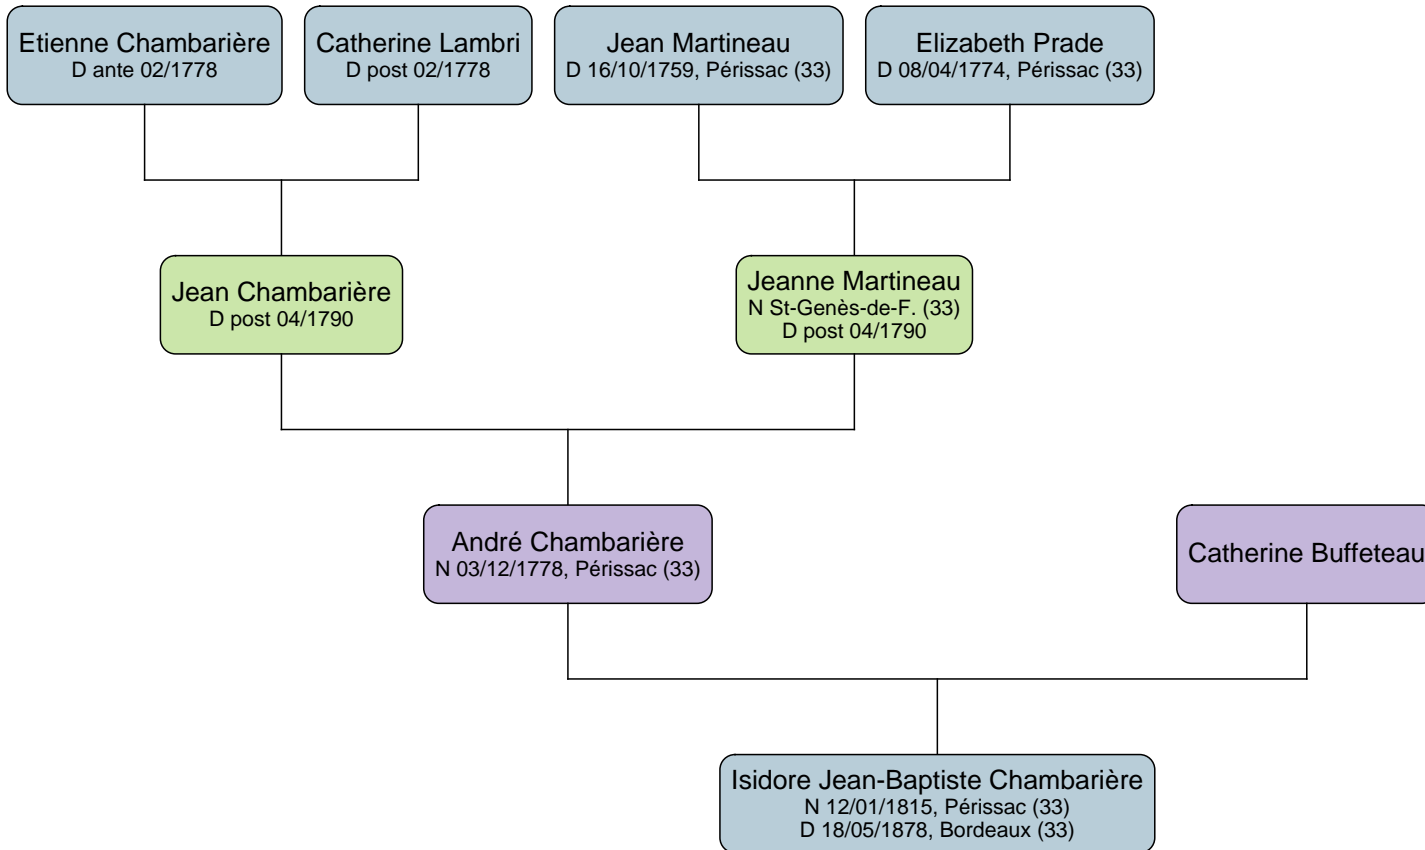 Etienne Chambarière
D ante 02/1778
Catherine Lambri
D post 02/1778
Jean Martineau
D 16/10/1759, Périssac (33)
Elizabeth Prade
D 08/04/1774, Périssac (33)
Jean Chambarière
D post 04/1790
Jeanne Martineau
N St-Genès-de-F. (33)
D post 04/1790
André Chambarière
N 03/12/1778, Périssac (33)
Catherine Buffeteau
Isidore Jean-Baptiste Chambarière
N 12/01/1815, Périssac (33)
D 18/05/1878, Bordeaux (33)